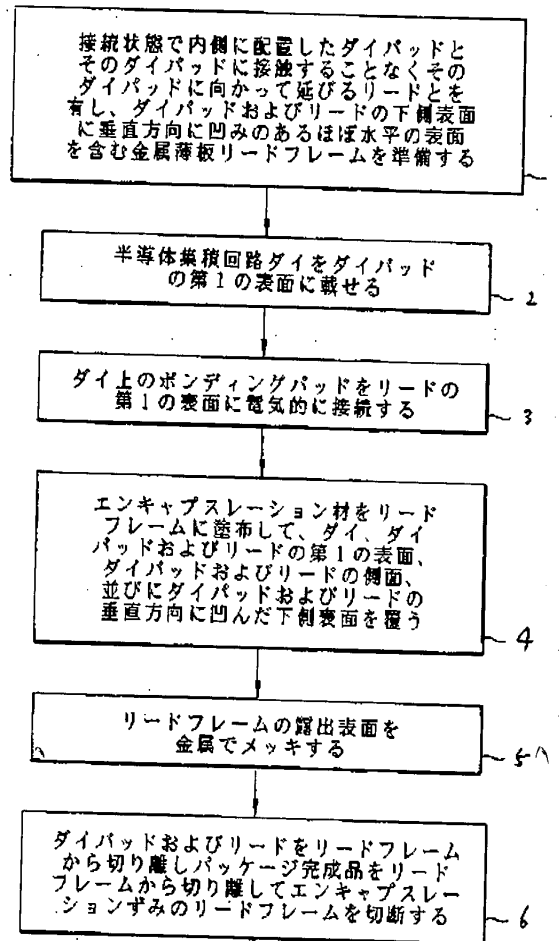 接続状態で内側に配置したダイパッドと
そのダイパッドに接触することなくその
ダイパッドに向かって延びるリードとを
有し、ダイパッドおよびリードの下側表面
に垂直方向に凹みのあるほぼ水平の表面
を含む金属薄板リードフレームを準備する
半導体集積回路ダイをダイパッド
の第1の表面に載せる
2
ダイ上のボンディングパッドをリードの
第1の表面に電気的に接続する
3
エンキャプスレーション材をリード
フレームに塗布して、ダイ、ダイ
パッドおよびリードの第1の表面、
ダイパッドおよびリードの側面、
並びにダイパッドおよびリードの
垂直方向に凹んだ下側表面を覆う
4
リードフレームの露出表面を
金属でメッキする
5
ダイパッドおよびリードをリードフレーム
から切り離しパッケージ完成品をリード
フレームから切り離してエンキャプスレー
ションずみのリードフレームを切断する
6